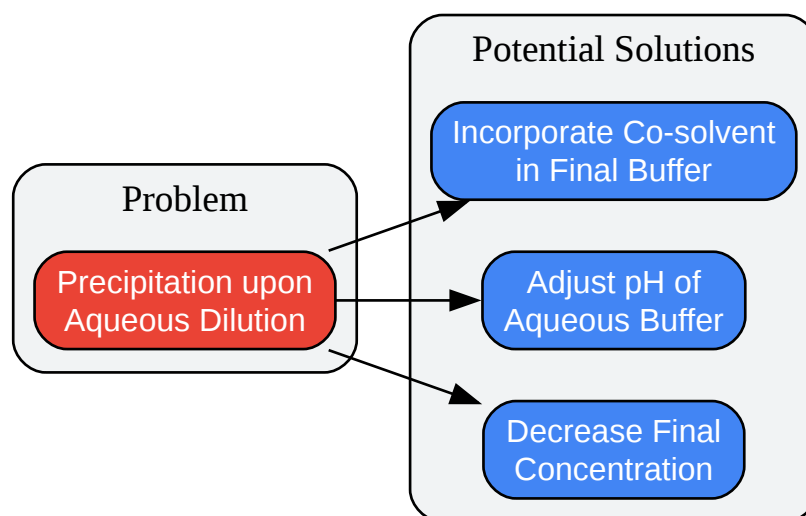 Problem
Precipitation upon
Aqueous Dilution
Potential Solutions
Incorporate Co-solvent
in Final Buffer
Adjust pH of
Aqueous Buffer
Decrease Final
Concentration